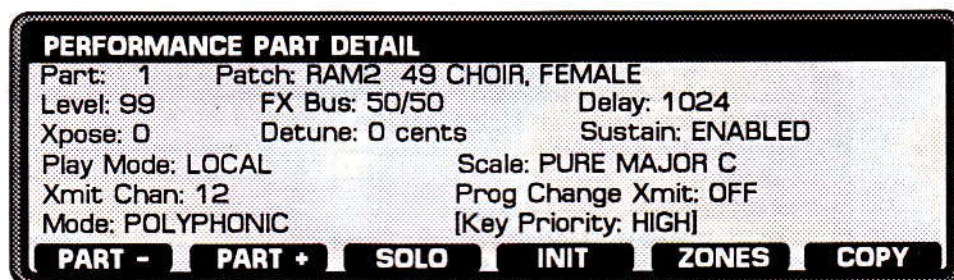 PERFORMANCE PART DETAIL
Part: 1 Patch: RAM2 49 CHOIR, FEMALE
Level: 99 FX Bus: 50/50 Delay: 1024
Xpose: 0 Detune: 0 cents Sustain: ENABLED
Play Mode: LOCAL Scale: PURE MAJOR C
Xmit Chan: 12 Prog Change Xmit: OFF
Mode: POLYPHONIC [Key Priority: HIGH]
PART - PART + SOLO INIT ZONES COPY